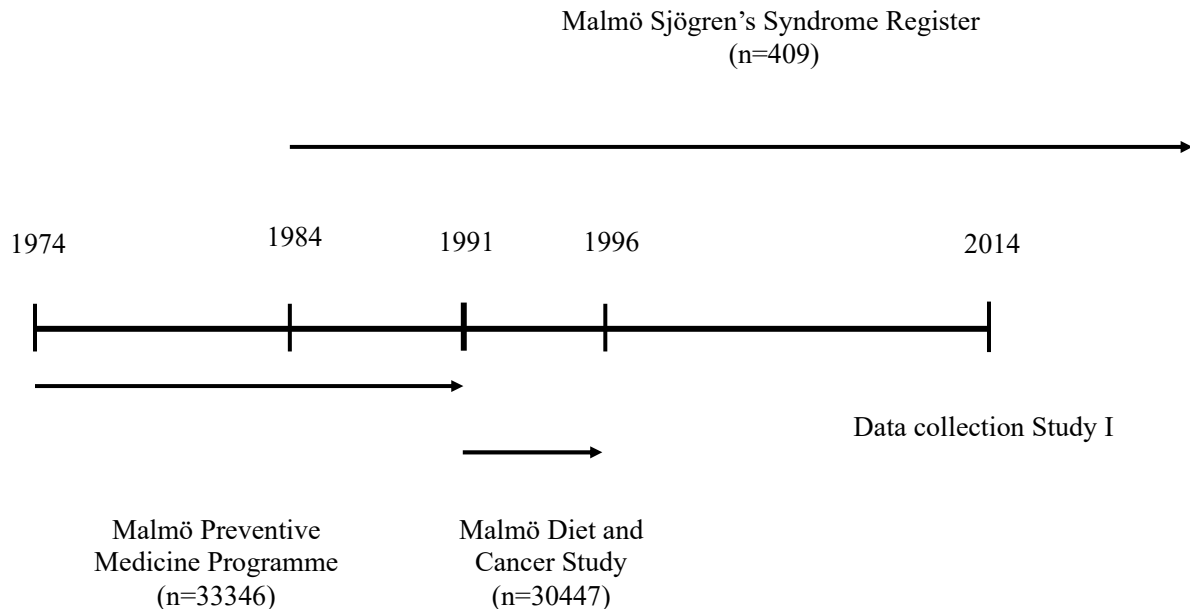 Malmö Sjögren’s Syndrome Register
(n=409)
1974
1984
1991
1996
2014
Data collection Study I
Malmö Preventive
Medicine Programme
(n=33346)
Malmö Diet and
Cancer Study
(n=30447)